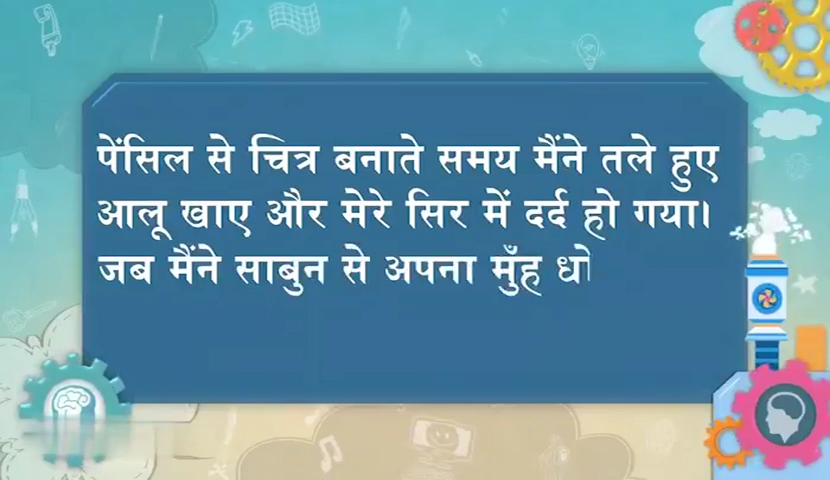 पेंसिल से चित्र बनाते समय मैंने तले हुए
आलू खाए और मेरे सिर में दर्द हो गया।
जब मैंने साबुन से अपना मुँह धो